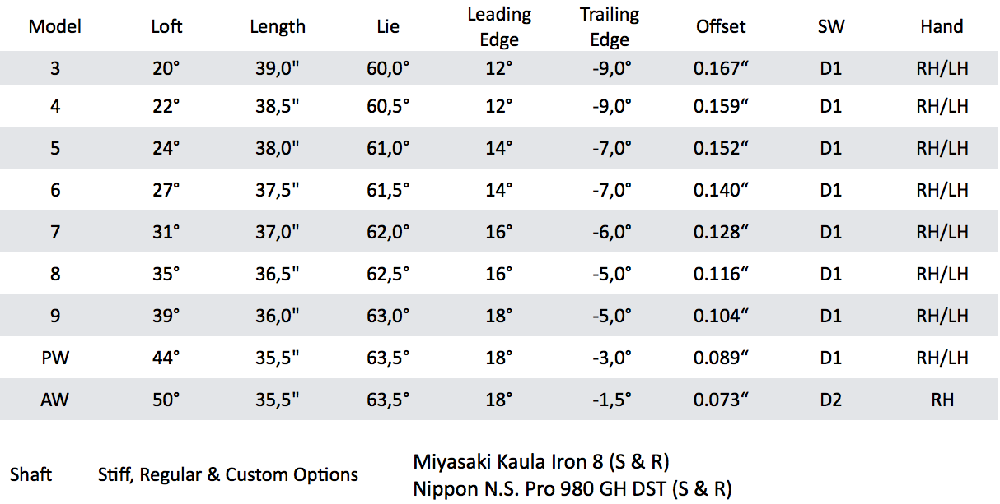 Model Loft Length Lie Leading Edge Trailing Edge Offset SW Hand
3 20° 39,0" 60,0° 12° -9,0° 0.167“ D1 RH/LH
4 22° 38,5" 60,5° 12° -9,0° 0.159“ D1 RH/LH
5 24° 38,0" 61,0° 14° -7,0° 0.152“ D1 RH/LH
6 27° 37,5" 61,5° 14° -7,0° 0.140“ D1 RH/LH
7 31° 37,0" 62,0° 16° -6,0° 0.128“ D1 RH/LH
8 35° 36,5" 62,5° 16° -5,0° 0.116“ D1 RH/LH
9 39° 36,0" 63,0° 18° -5,0° 0.104“ D1 RH/LH
PW 44° 35,5" 63,5° 18° -3,0° 0.089“ D1 RH/LH
AW 50° 35,5" 63,5° 18° -1,5° 0.073“ D2 RH
Shaft Stiff, Regular & Custom Options
Miyasaki Kaula Iron 8 (S & R)
Nippon N.S. Pro 980 GH DST (S & R)